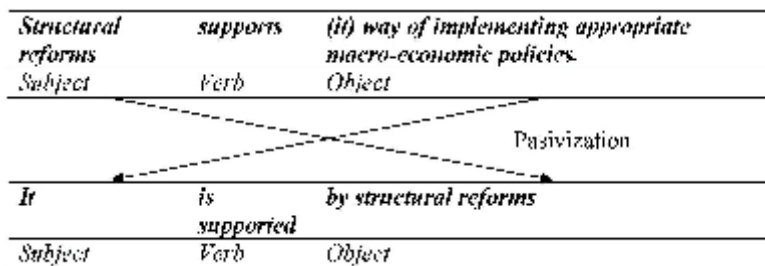 Structural supports (it) way of implementing appropriate
reforms macro-economic policies.
Subject Verb Object
Pasivization
It is by structural reforms
supported
Subject Verb Object